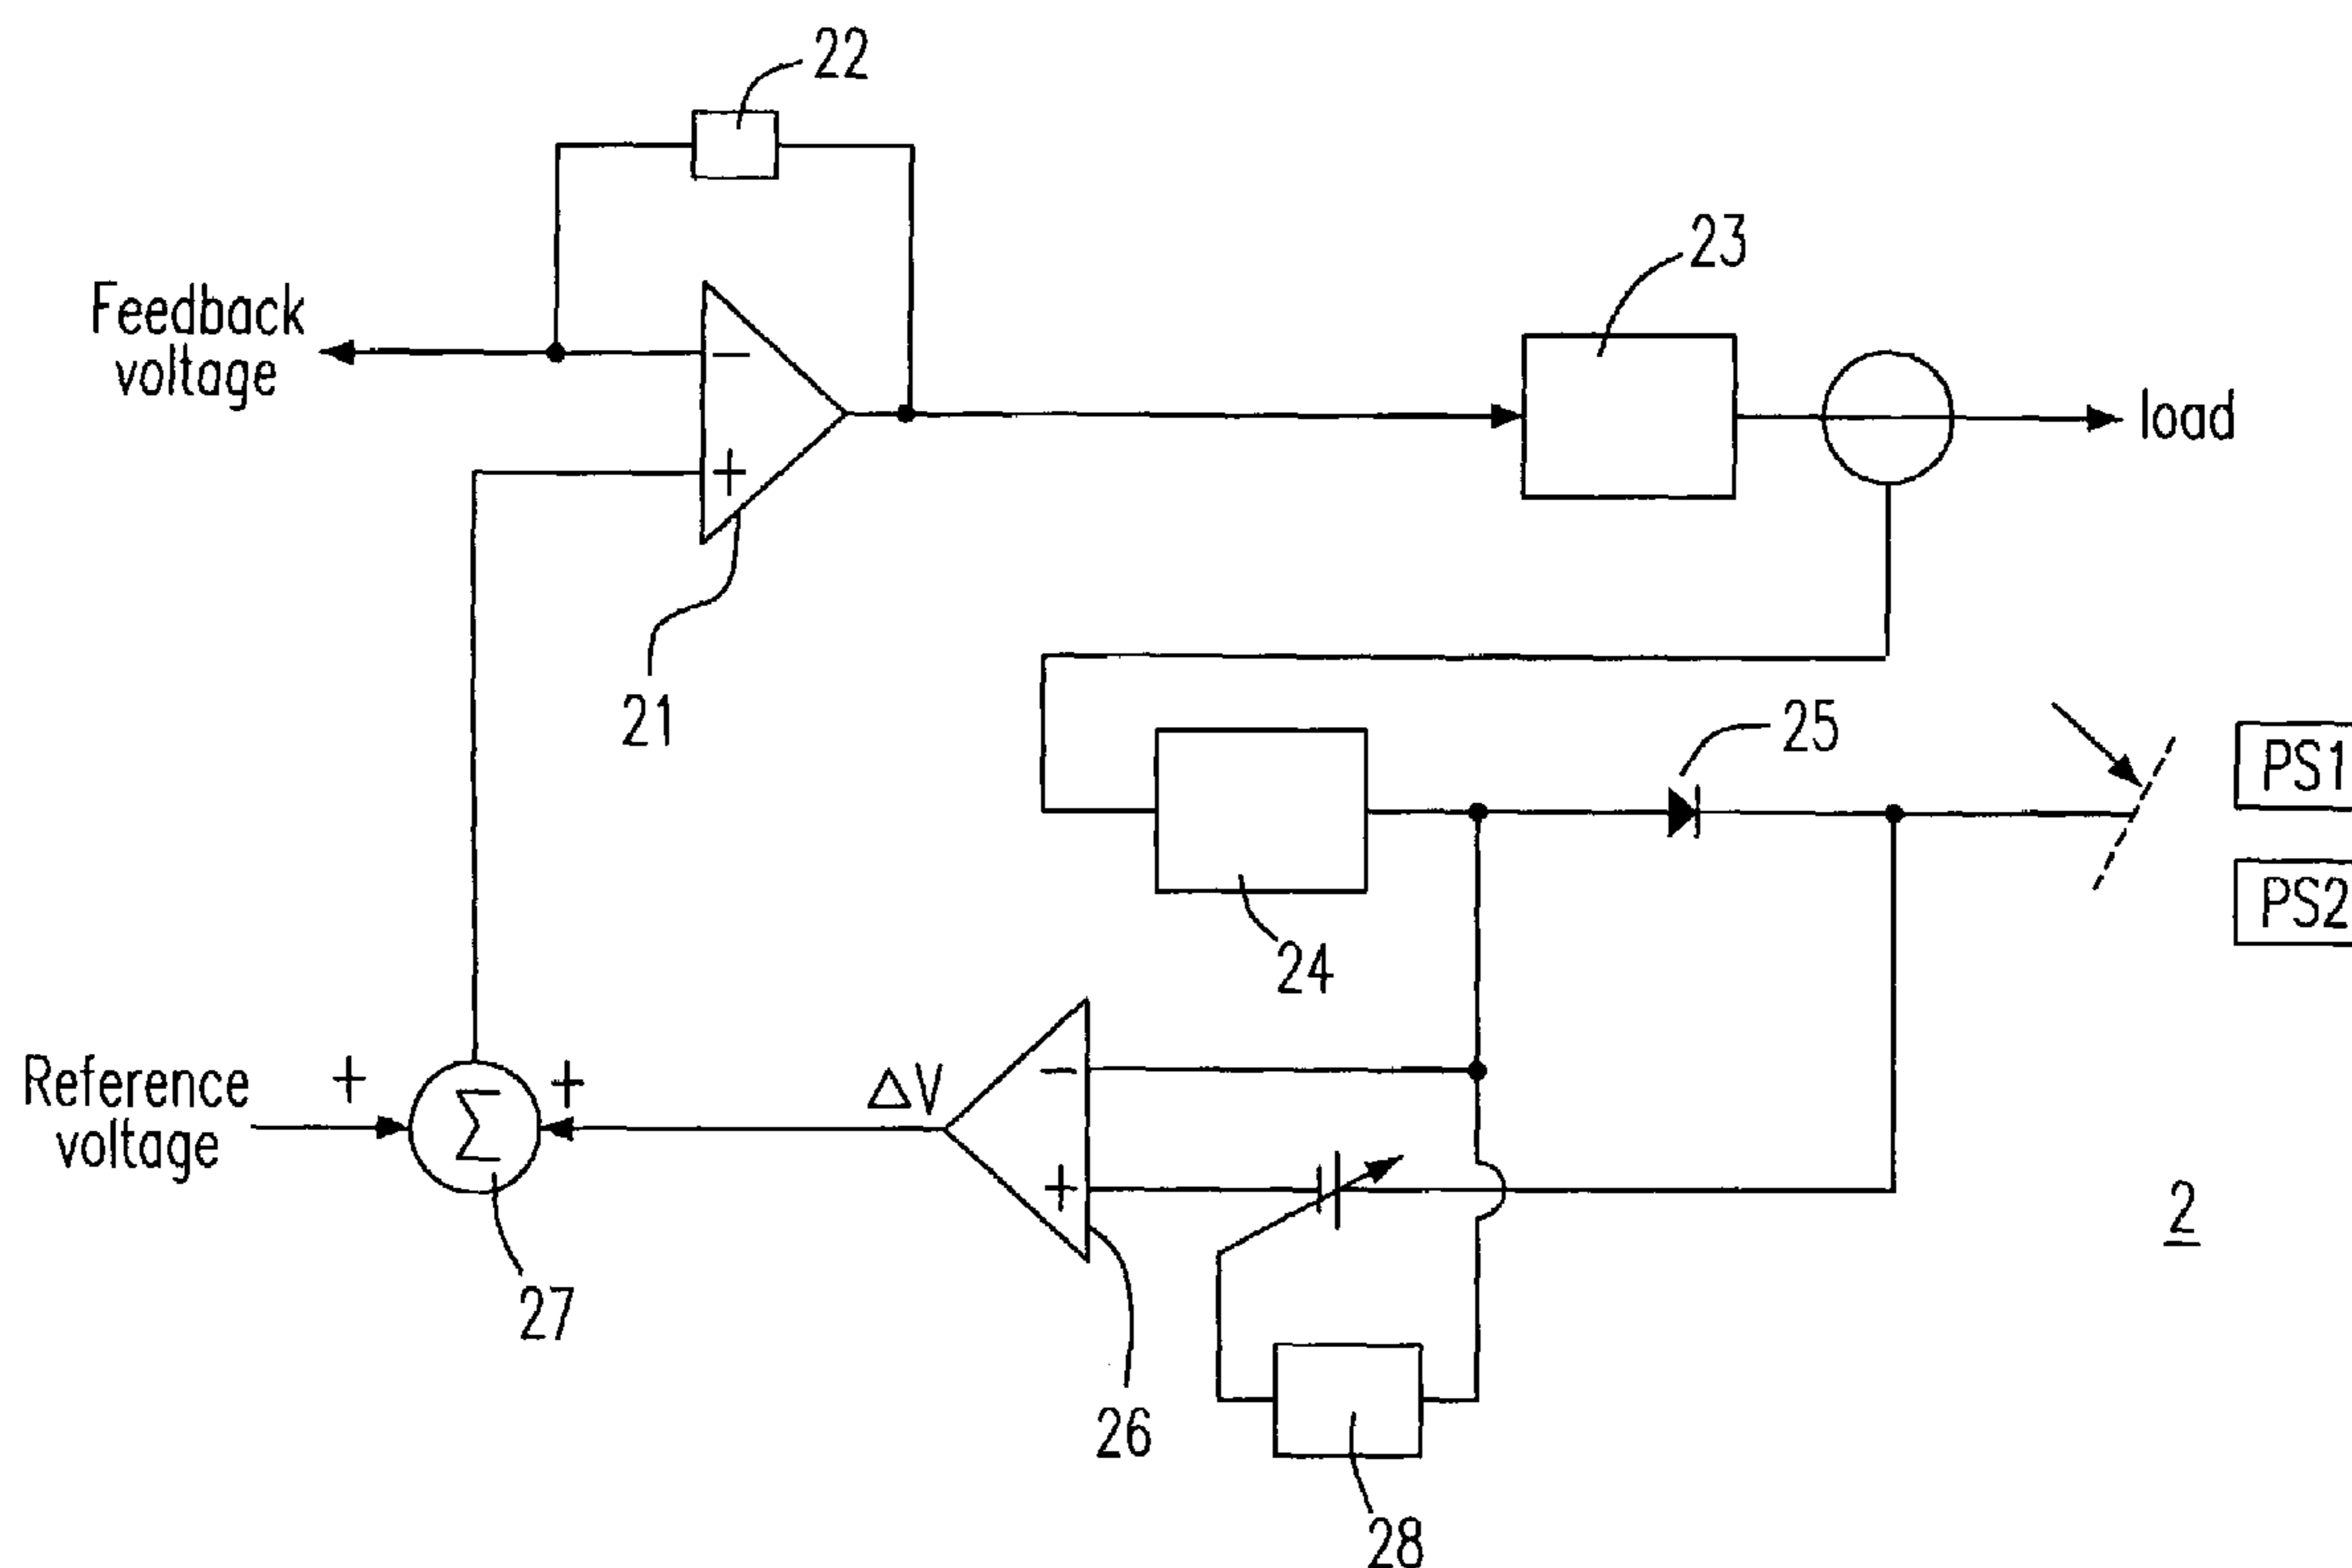 22
23
Feedback
voltage
−
load
+
21
25
PS1
PS2
24
ΔV
Reference
voltage
+
+
Σ
−
+
2
27
26
28